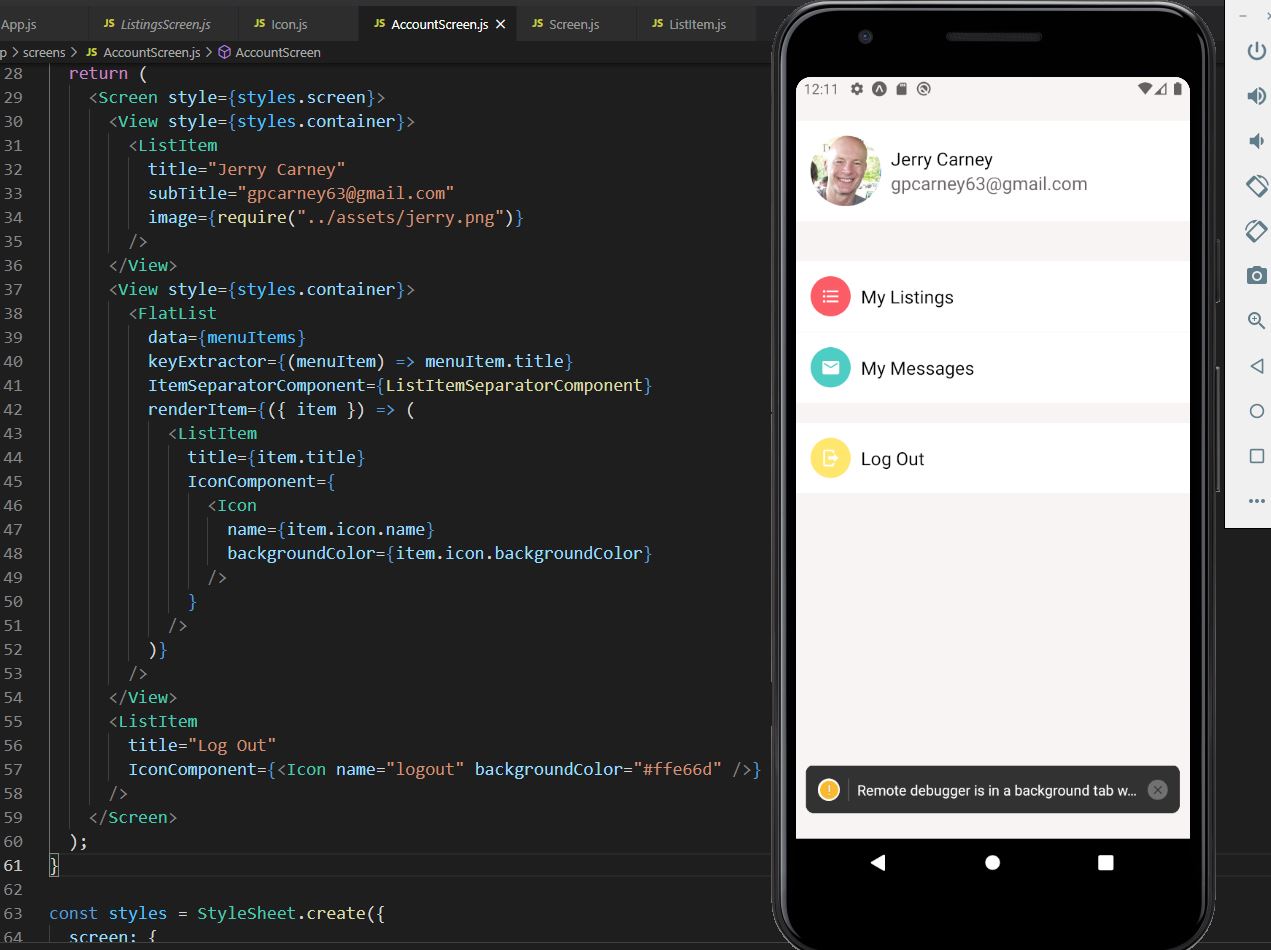 App.js
JS ListingsScreen.js
JS Icon.js
JS AccountScreen.js
JS Screen.js
JS ListItem.js
p > screens > JS AccountScreen.js > AccountScreen
28 return (
29 <Screen style={styles.screen}>
30 <View style={styles.container}>
31 <ListItem
32 title="Jerry Carney"
33 subTitle="gpcarney63@gmail.com"
34 image={require("../assets/jerry.png")}
35 />
36 </View>
37 <View style={styles.container}>
38 <FlatList
39 data={menuItems}
40 keyExtractor={(menuItem) => menuItem.title}
41 ItemSeparatorComponent={ListItemSeparatorComponent}
42 renderItem={({ item }) => (
43 <ListItem
44 title={item.title}
45 IconComponent={
46 <Icon
47 name={item.icon.name}
48 backgroundColor={item.icon.backgroundColor}
49 />
50 }
51 />
52 )}
53 />
54 </View>
55 <ListItem
56 title="Log Out"
57 IconComponent={<Icon name="logout" backgroundColor="#ffe66d" />}
58 />
59 </Screen>
60 );
61 }
62
63 const styles = StyleSheet.create({
64 screen: {
12:11
Jerry Carney
gpcarney63@gmail.com
My Listings
My Messages
Log Out
Remote debugger is in a background tab w...